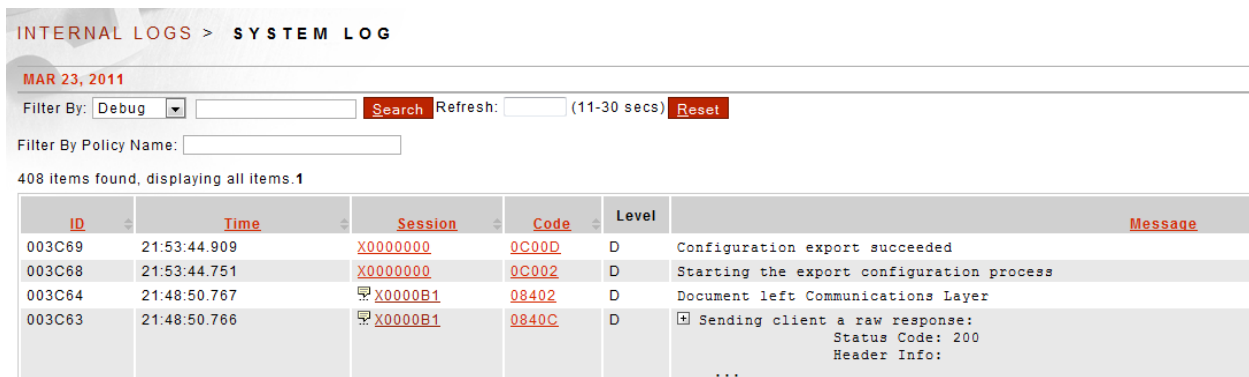 INTERNAL LOGS > SYSTEM LOG
MAR 23, 2011
Filter By: Debug Search Refresh: (11-30 secs) Reset
Filter By Policy Name:
408 items found, displaying all items.1
ID Time Session Code Level Message
003C69 21:53:44.909 X0000000 0C00D D Configuration export succeeded
003C68 21:53:44.751 X0000000 0C002 D Starting the export configuration process
003C64 21:48:50.767 X0000B1 08402 D Document left Communications Layer
003C63 21:48:50.766 X0000B1 0840C D Sending client a raw response:
Status Code: 200
Header Info:
...